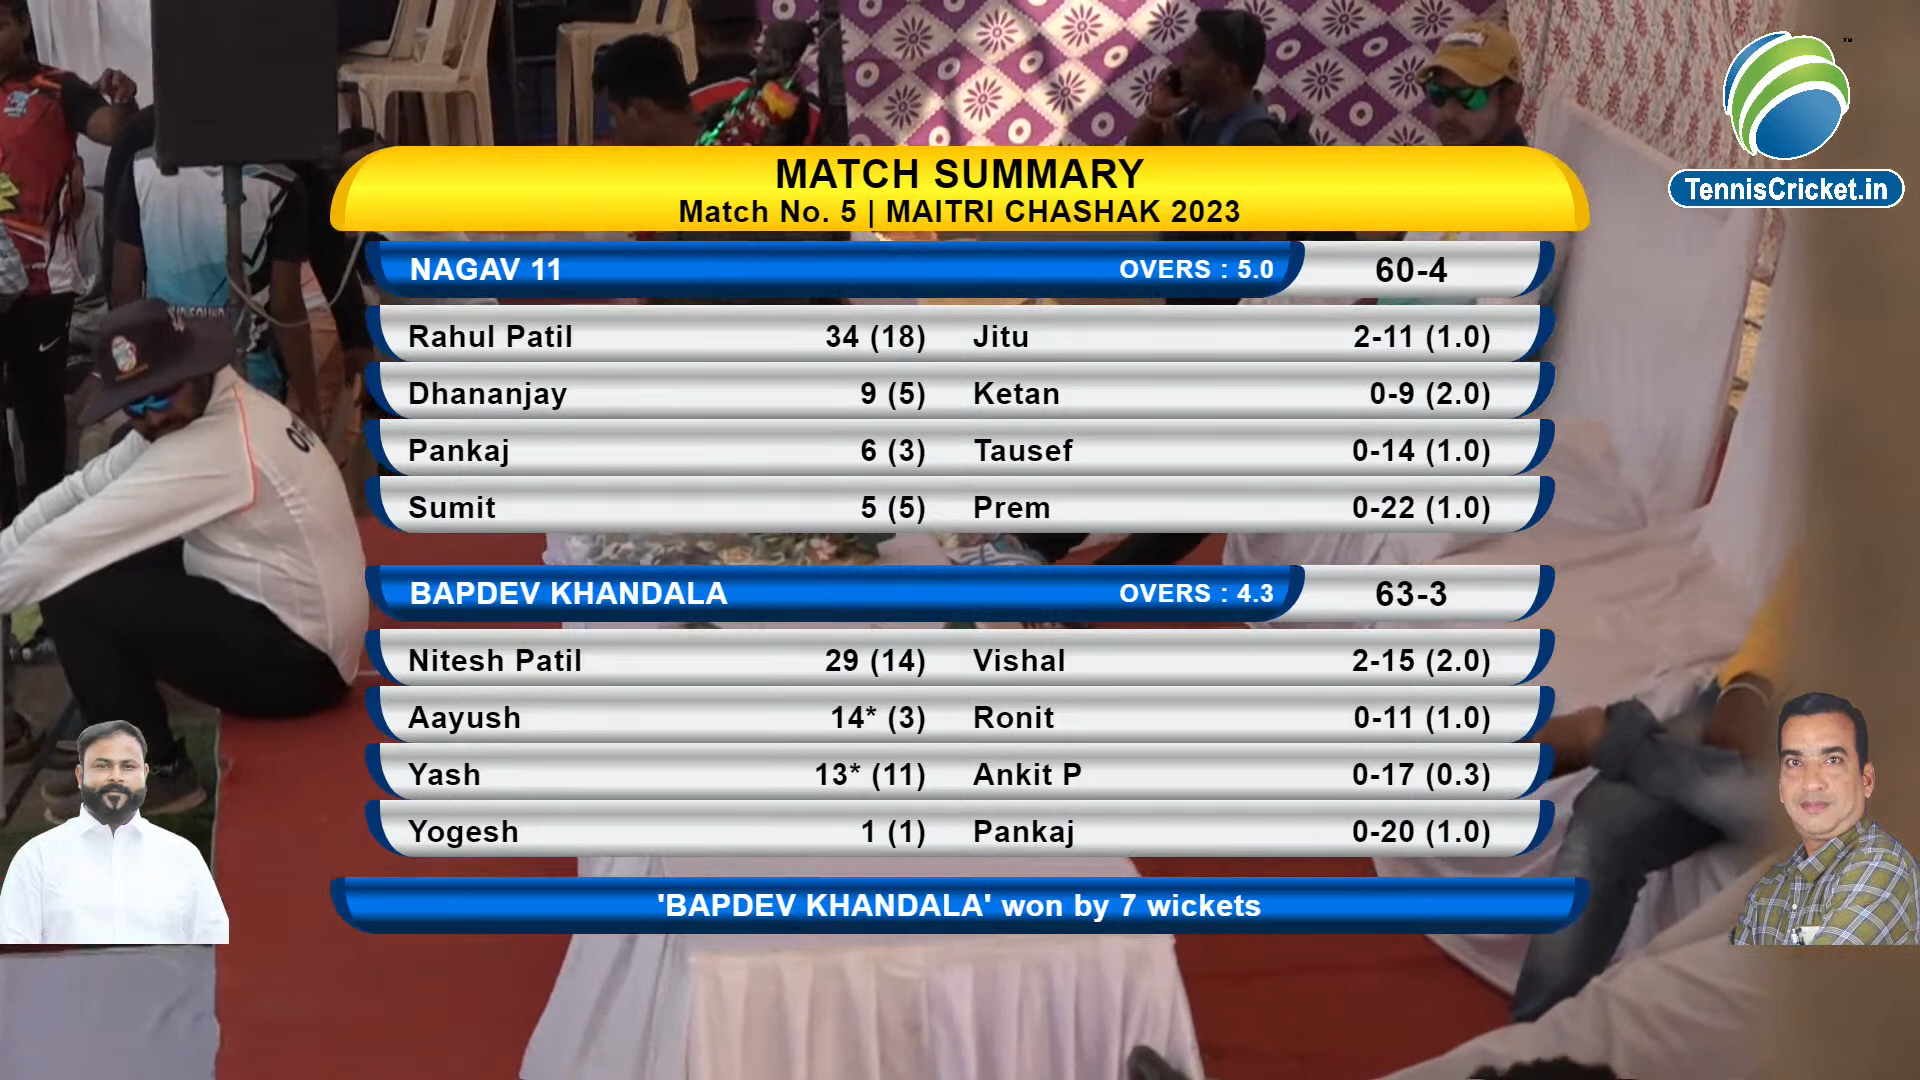 ™
TennisCricket.in
MATCH SUMMARY
Match No. 5 | MAITRI CHASHAK 2023
NAGAV 11 OVERS : 5.0 60-4
Rahul Patil 34 (18) Jitu 2-11 (1.0)
Dhananjay 9 (5) Ketan 0-9 (2.0)
Pankaj 6 (3) Tausef 0-14 (1.0)
Sumit 5 (5) Prem 0-22 (1.0)
BAPDEV KHANDALA OVERS : 4.3 63-3
Nitesh Patil 29 (14) Vishal 2-15 (2.0)
Aayush 14* (3) Ronit 0-11 (1.0)
Yash 13* (11) Ankit P 0-17 (0.3)
Yogesh 1 (1) Pankaj 0-20 (1.0)
'BAPDEV KHANDALA' won by 7 wickets